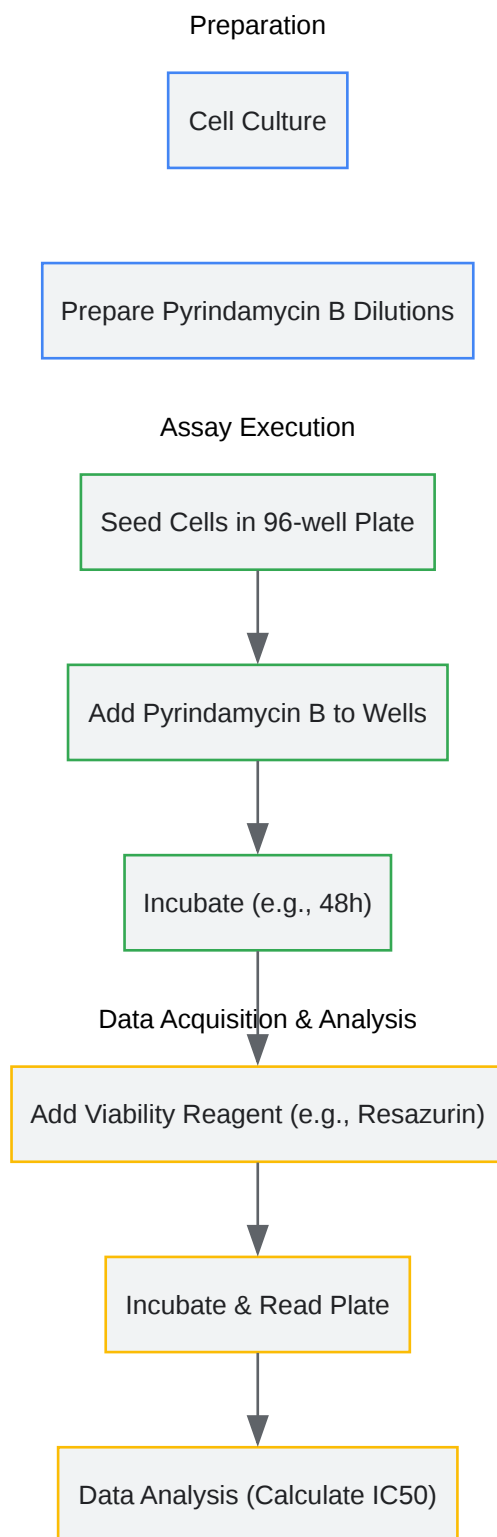 Preparation
Cell Culture
Prepare Pyrindamycin B Dilutions
Assay Execution
Seed Cells in 96-well Plate
Add Pyrindamycin B to Wells
Incubate (e.g., 48h)
Data Acquisition & Analysis
Add Viability Reagent (e.g., Resazurin)
Incubate & Read Plate
Data Analysis (Calculate IC50)